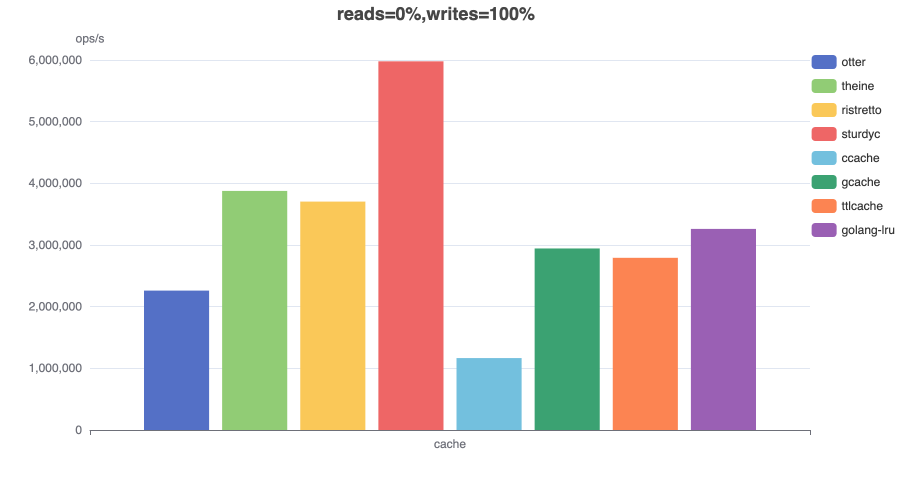 reads=0%,writes=100%
ops/s
6,000,000
5,000,000
4,000,000
3,000,000
2,000,000
1,000,000
0
cache
otter
theine
ristretto
sturdyc
ccache
gcache
ttlcache
golang-lru